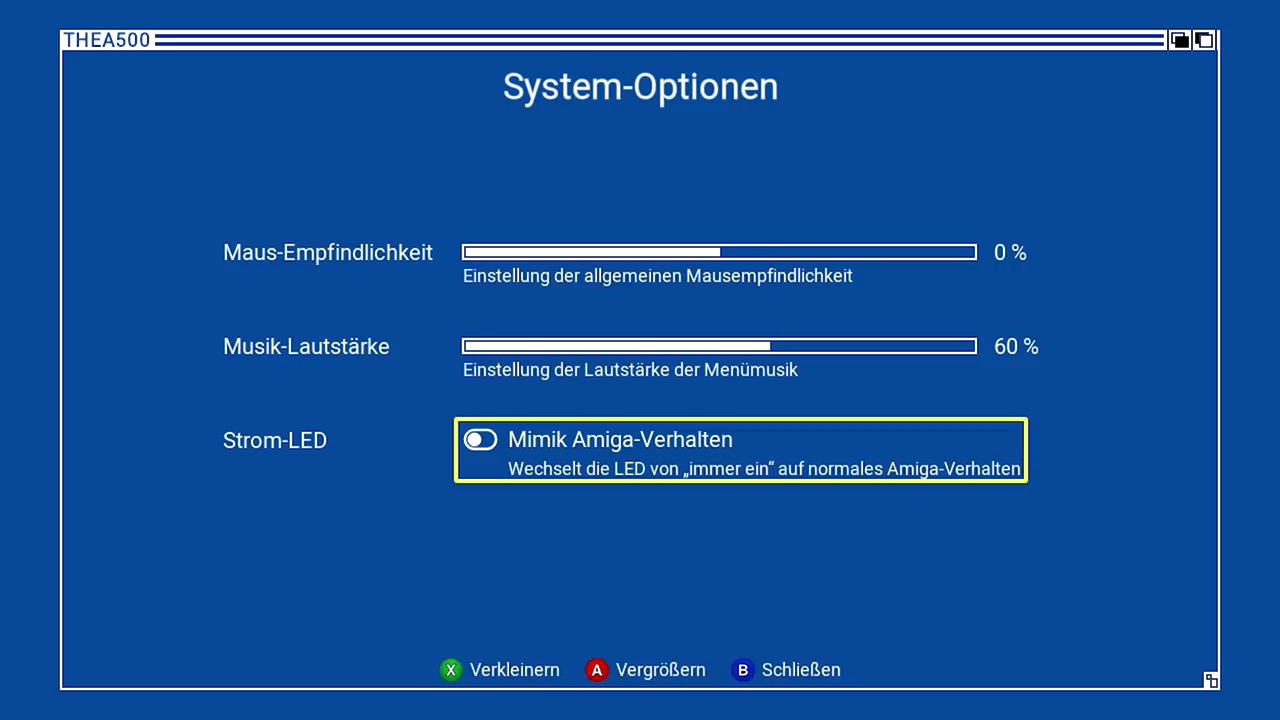 THEA500
System-Optionen
Maus-Empfindlichkeit 0 %
Einstellung der allgemeinen Mausempfindlichkeit
Musik-Lautstärke 60 %
Einstellung der Lautstärke der Menümusik
Strom-LED Mimik Amiga-Verhalten
Wechselt die LED von „immer ein“ auf normales Amiga-Verhalten
X Verkleinern A Vergrößern B Schließen